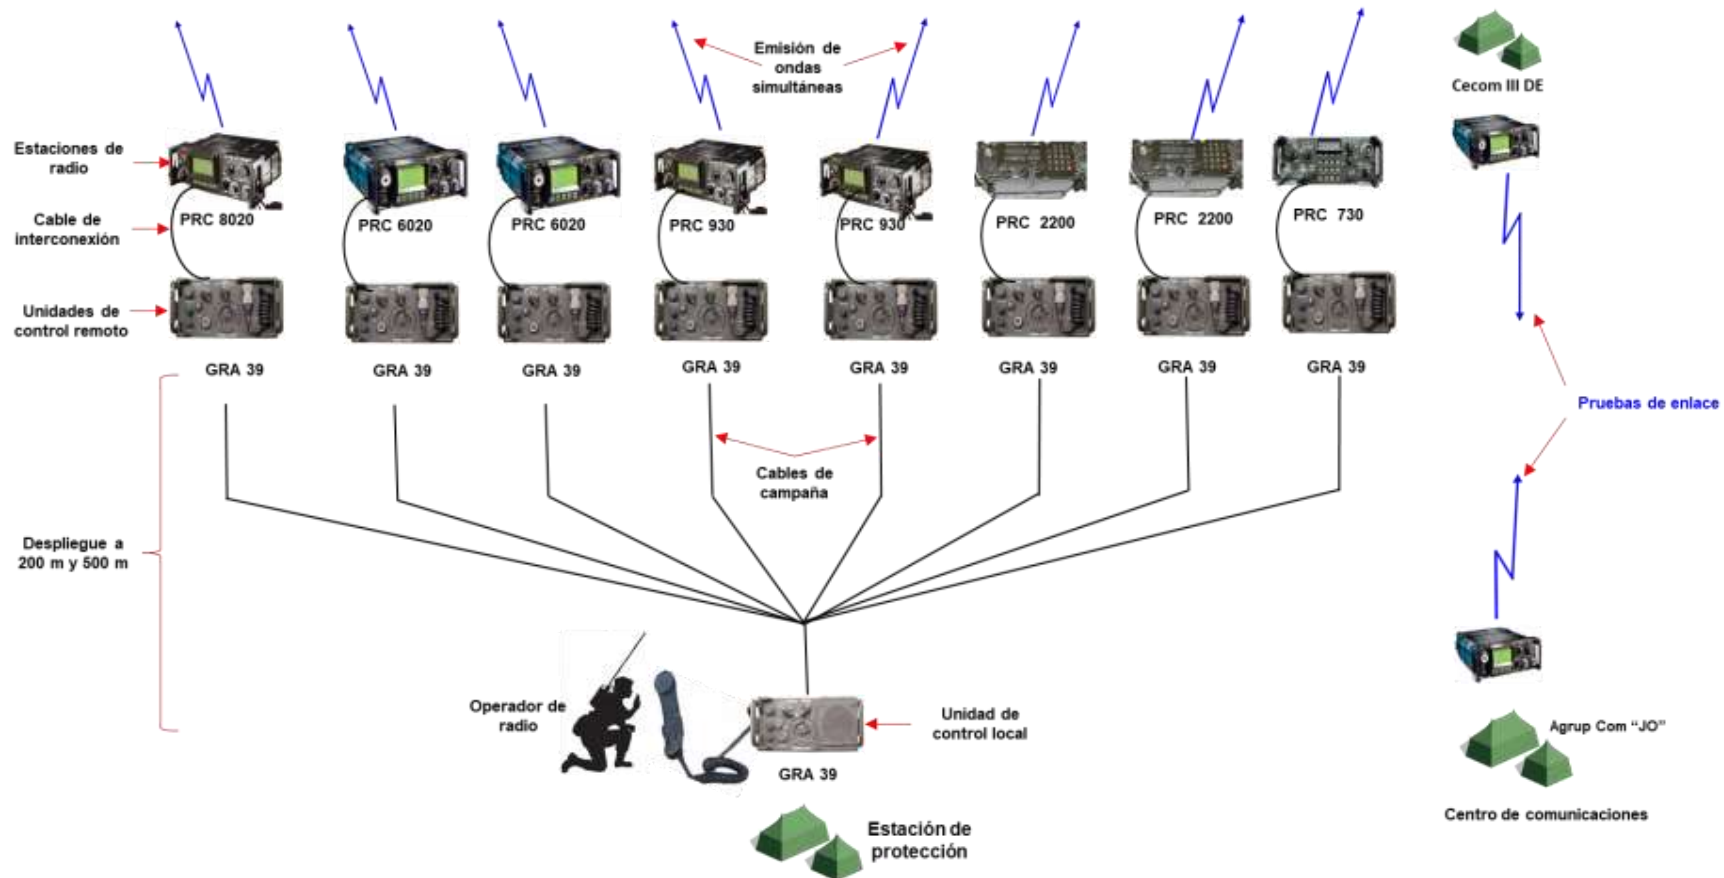 Emisión de
ondas
simultáneas
Cecom III DE
Estaciones de
radio
Cable de
interconexión
PRC 8020
PRC 6020
PRC 6020
PRC 930
PRC 930
PRC 2200
PRC 2200
PRC 730
Unidades de
control remoto
GRA 39
GRA 39
GRA 39
GRA 39
GRA 39
GRA 39
GRA 39
GRA 39
Pruebas de enlace
Cables de
campaña
Despliegue a
200 m y 500 m
Operador de
radio
Unidad de
control local
GRA 39
Agrup Com “JO”
Centro de comunicaciones
Estación de
protección